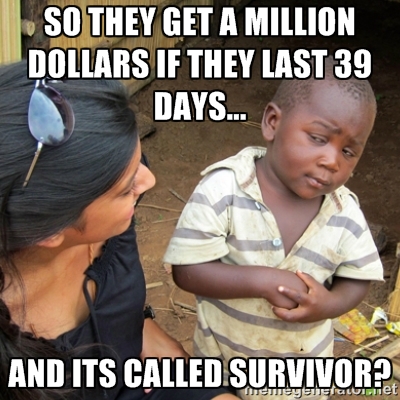 SO THEY GET A MILLION
DOLLARS IF THEY LAST 39
DAYS...
AND ITS CALLED SURVIVOR?
memegenerator.net